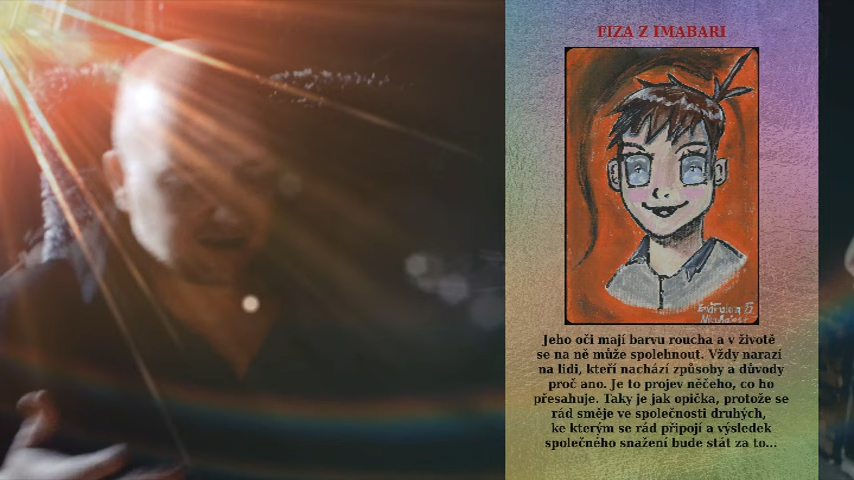 FIZA Z IMABARI
Jeho oči mají barvu roucha a v životě
se na ně může spolehnout. Vždy narazí
na lidi, kteří nachází způsoby a důvody
proč ano. Je to projev něčeho, co ho
přesahuje. Taky je jak opička, protože se
rád směje ve společnosti druhých,
ke kterým se rád připojí a výsledek
společného snažení bude stát za to...